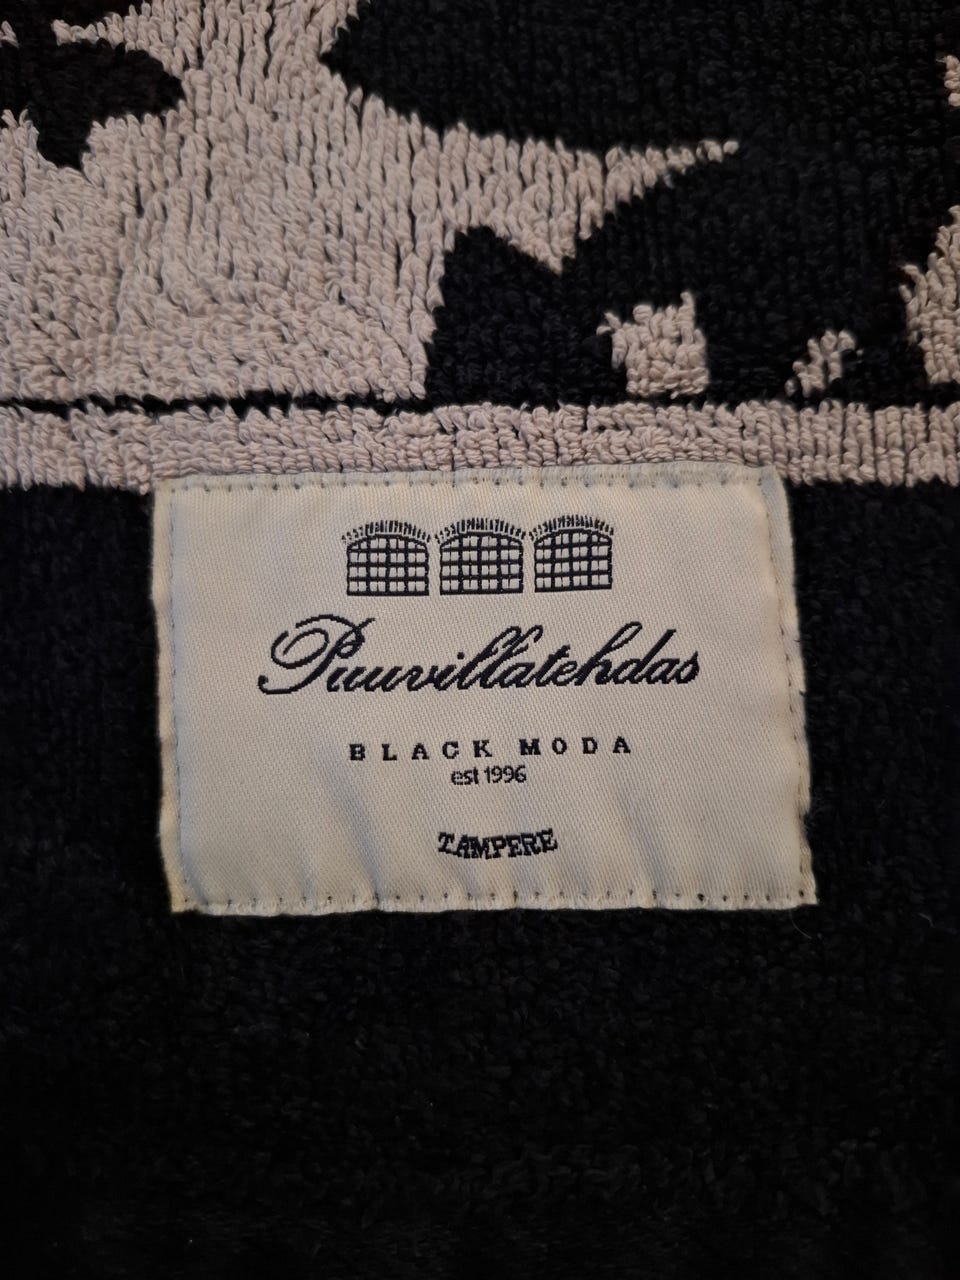 Puuvillatehdas
BLACK MODA
est 1996
TAMPERE